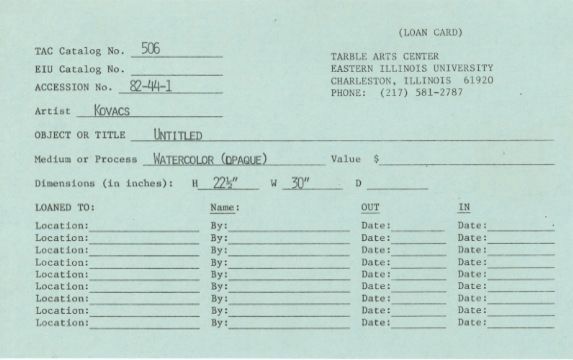 (LOAN CARD)
TAC Catalog No. 506
TARBLE ARTS CENTER
EIU Catalog No.
EASTERN ILLINOIS UNIVERSITY
CHARLESTON, ILLINOIS 61920
ACCESSION No. 82-44-1
PHONE: (217) 581-2787
Artist KOVACS
OBJECT OR TITLE UNTITLED
Medium or Process WATERCOLOR (OPAQUE) Value $
Dimensions (in inches): H 22½" W 30" D
LOANED TO: Name: OUT IN
Location: By: Date: Date:
Location: By: Date: Date:
Location: By: Date: Date:
Location: By: Date: Date:
Location: By: Date: Date:
Location: By: Date: Date:
Location: By: Date: Date:
Location: By: Date: Date:
Location: By: Date: Date: